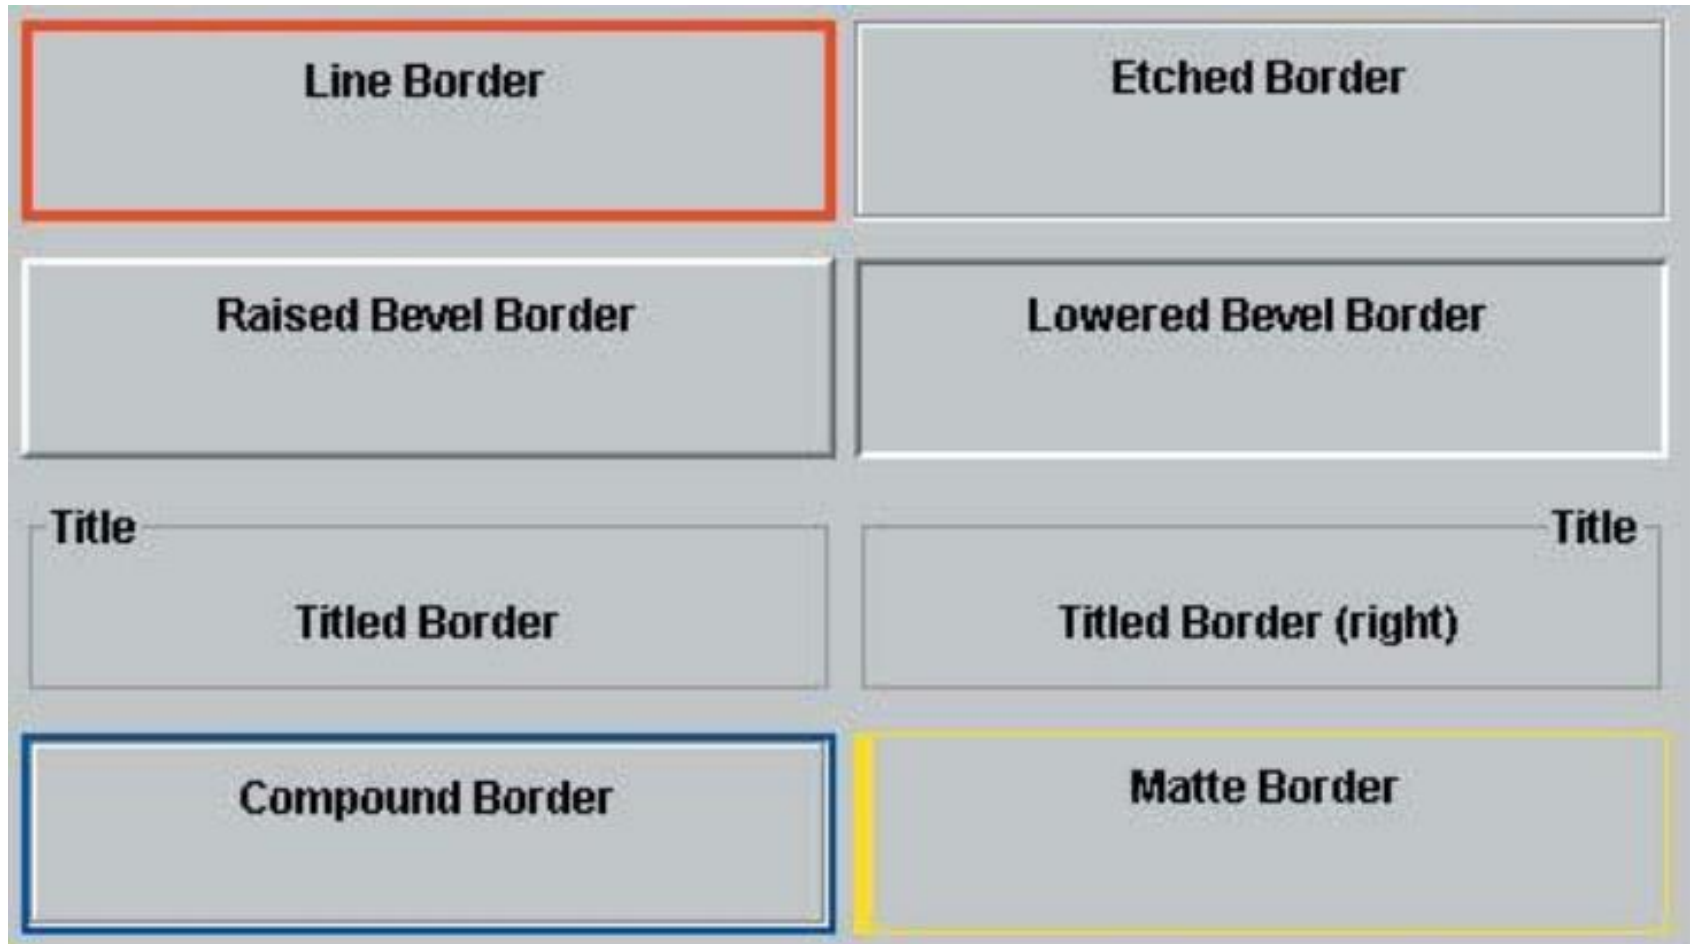 Line Border
Etched Border
Raised Bevel Border
Lowered Bevel Border
Title
Title
Titled Border
Titled Border (right)
Compound Border
Matte Border